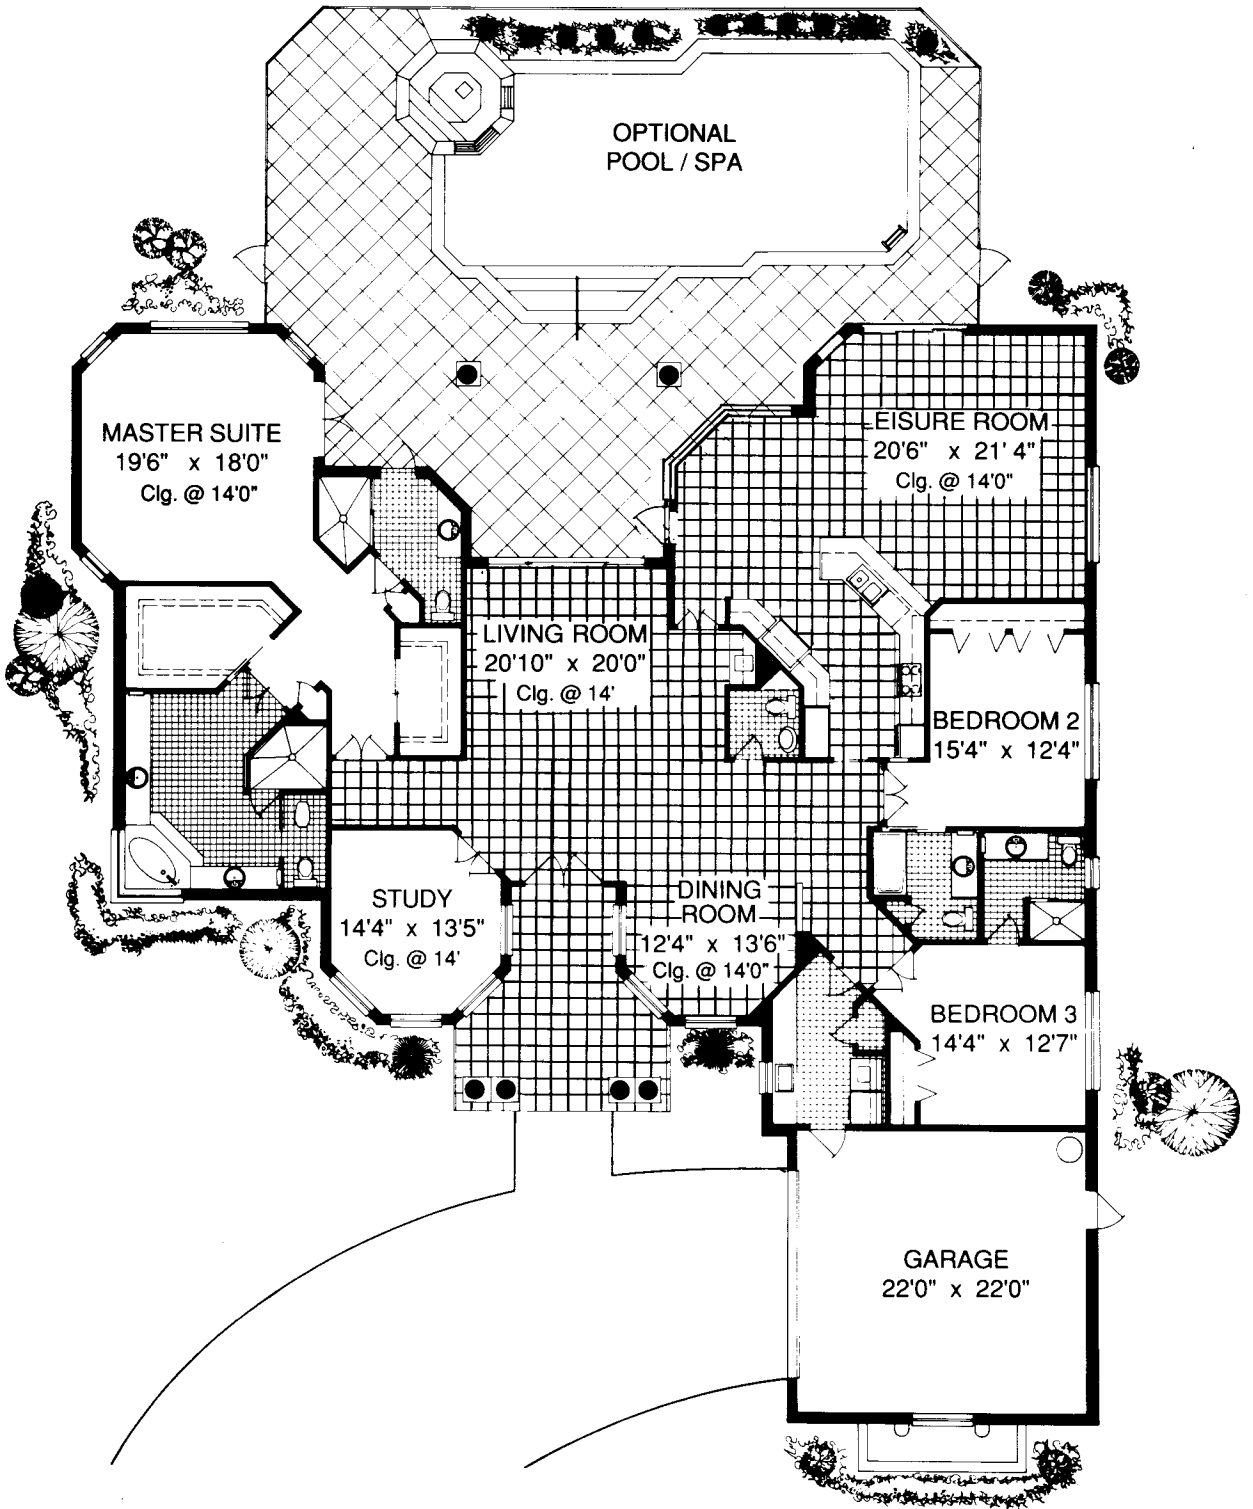 OPTIONAL
POOL / SPA
MASTER SUITE
19'6" x 18'0"
Clg. @ 14'0"
EISURE ROOM
20'6" x 21' 4"
Clg. @ 14'0"
LIVING ROOM
20'10" x 20'0"
Clg. @ 14'
BEDROOM 2
15'4" x 12'4"
STUDY
14'4" x 13'5"
Clg. @ 14'
DINING
ROOM
12'4" x 13'6"
Clg. @ 14'0"
BEDROOM 3
14'4" x 12'7"
GARAGE
22'0" x 22'0"